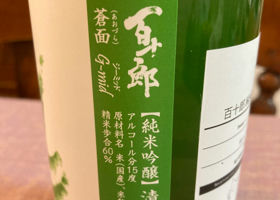 百十郎
蒼面
(あおづら)
G-mid
ジーミッド
【純米吟醸】
アルコール分15度
原材料名 米(国産)、米
精米歩合60%
百十郎